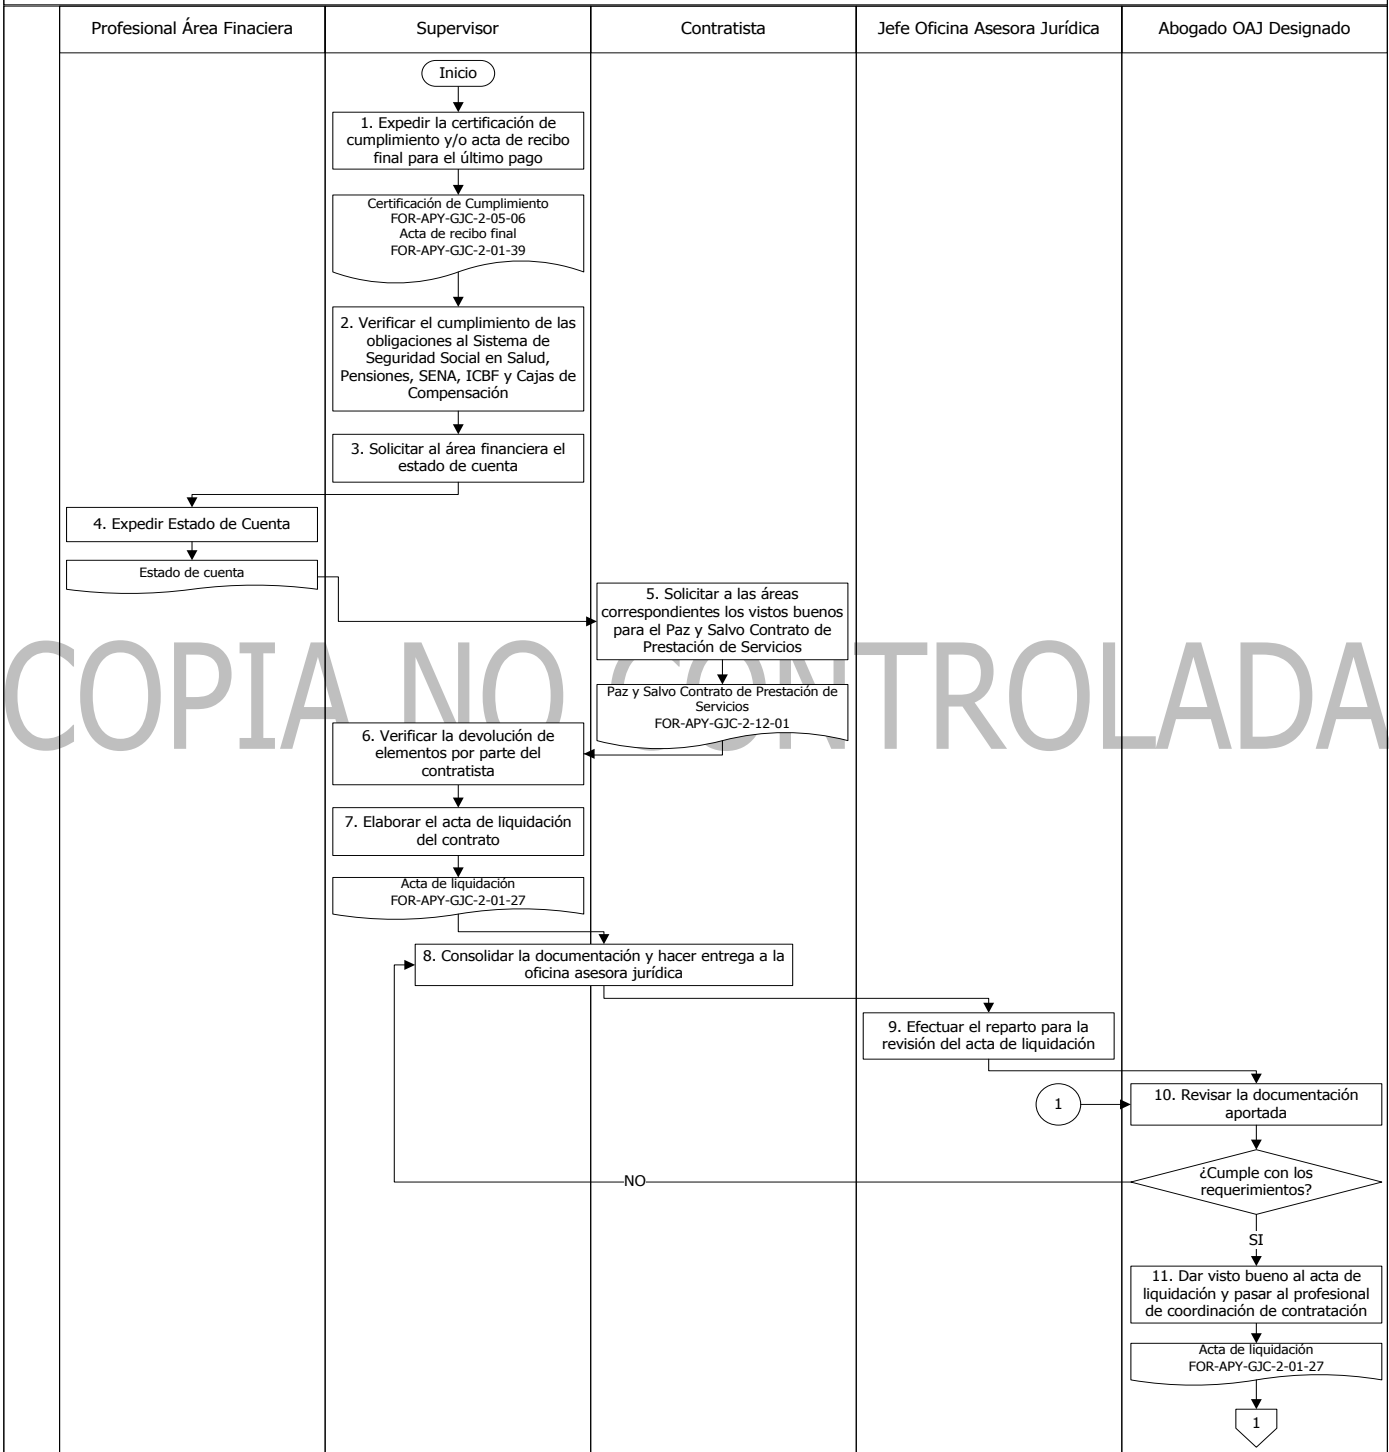 Profesional Área Finaciera
Supervisor
Contratista
Jefe Oficina Asesora Jurídica
Abogado OAJ Designado
Inicio
1. Expedir la certificación de
cumplimiento y/o acta de recibo
final para el último pago
Certificación de Cumplimiento
FOR-APY-GJC-2-05-06
Acta de recibo final
FOR-APY-GJC-2-01-39
2. Verificar el cumplimiento de las
obligaciones al Sistema de
Seguridad Social en Salud,
Pensiones, SENA, ICBF y Cajas de
Compensación
3. Solicitar al área financiera el
estado de cuenta
4. Expedir Estado de Cuenta
Estado de cuenta
5. Solicitar a las áreas
correspondientes los vistos buenos
para el Paz y Salvo Contrato de
Prestación de Servicios
COPIA NO CONTROLADA
Paz y Salvo Contrato de Prestación de
Servicios
FOR-APY-GJC-2-12-01
6. Verificar la devolución de
elementos por parte del
contratista
7. Elaborar el acta de liquidación
del contrato
Acta de liquidación
FOR-APY-GJC-2-01-27
8. Consolidar la documentación y hacer entrega a la
oficina asesora jurídica
9. Efectuar el reparto para la
revisión del acta de liquidación
1
10. Revisar la documentación
aportada
¿Cumple con los
requerimientos?
NO
SI
11. Dar visto bueno al acta de
liquidación y pasar al profesional
de coordinación de contratación
Acta de liquidación
FOR-APY-GJC-2-01-27
1